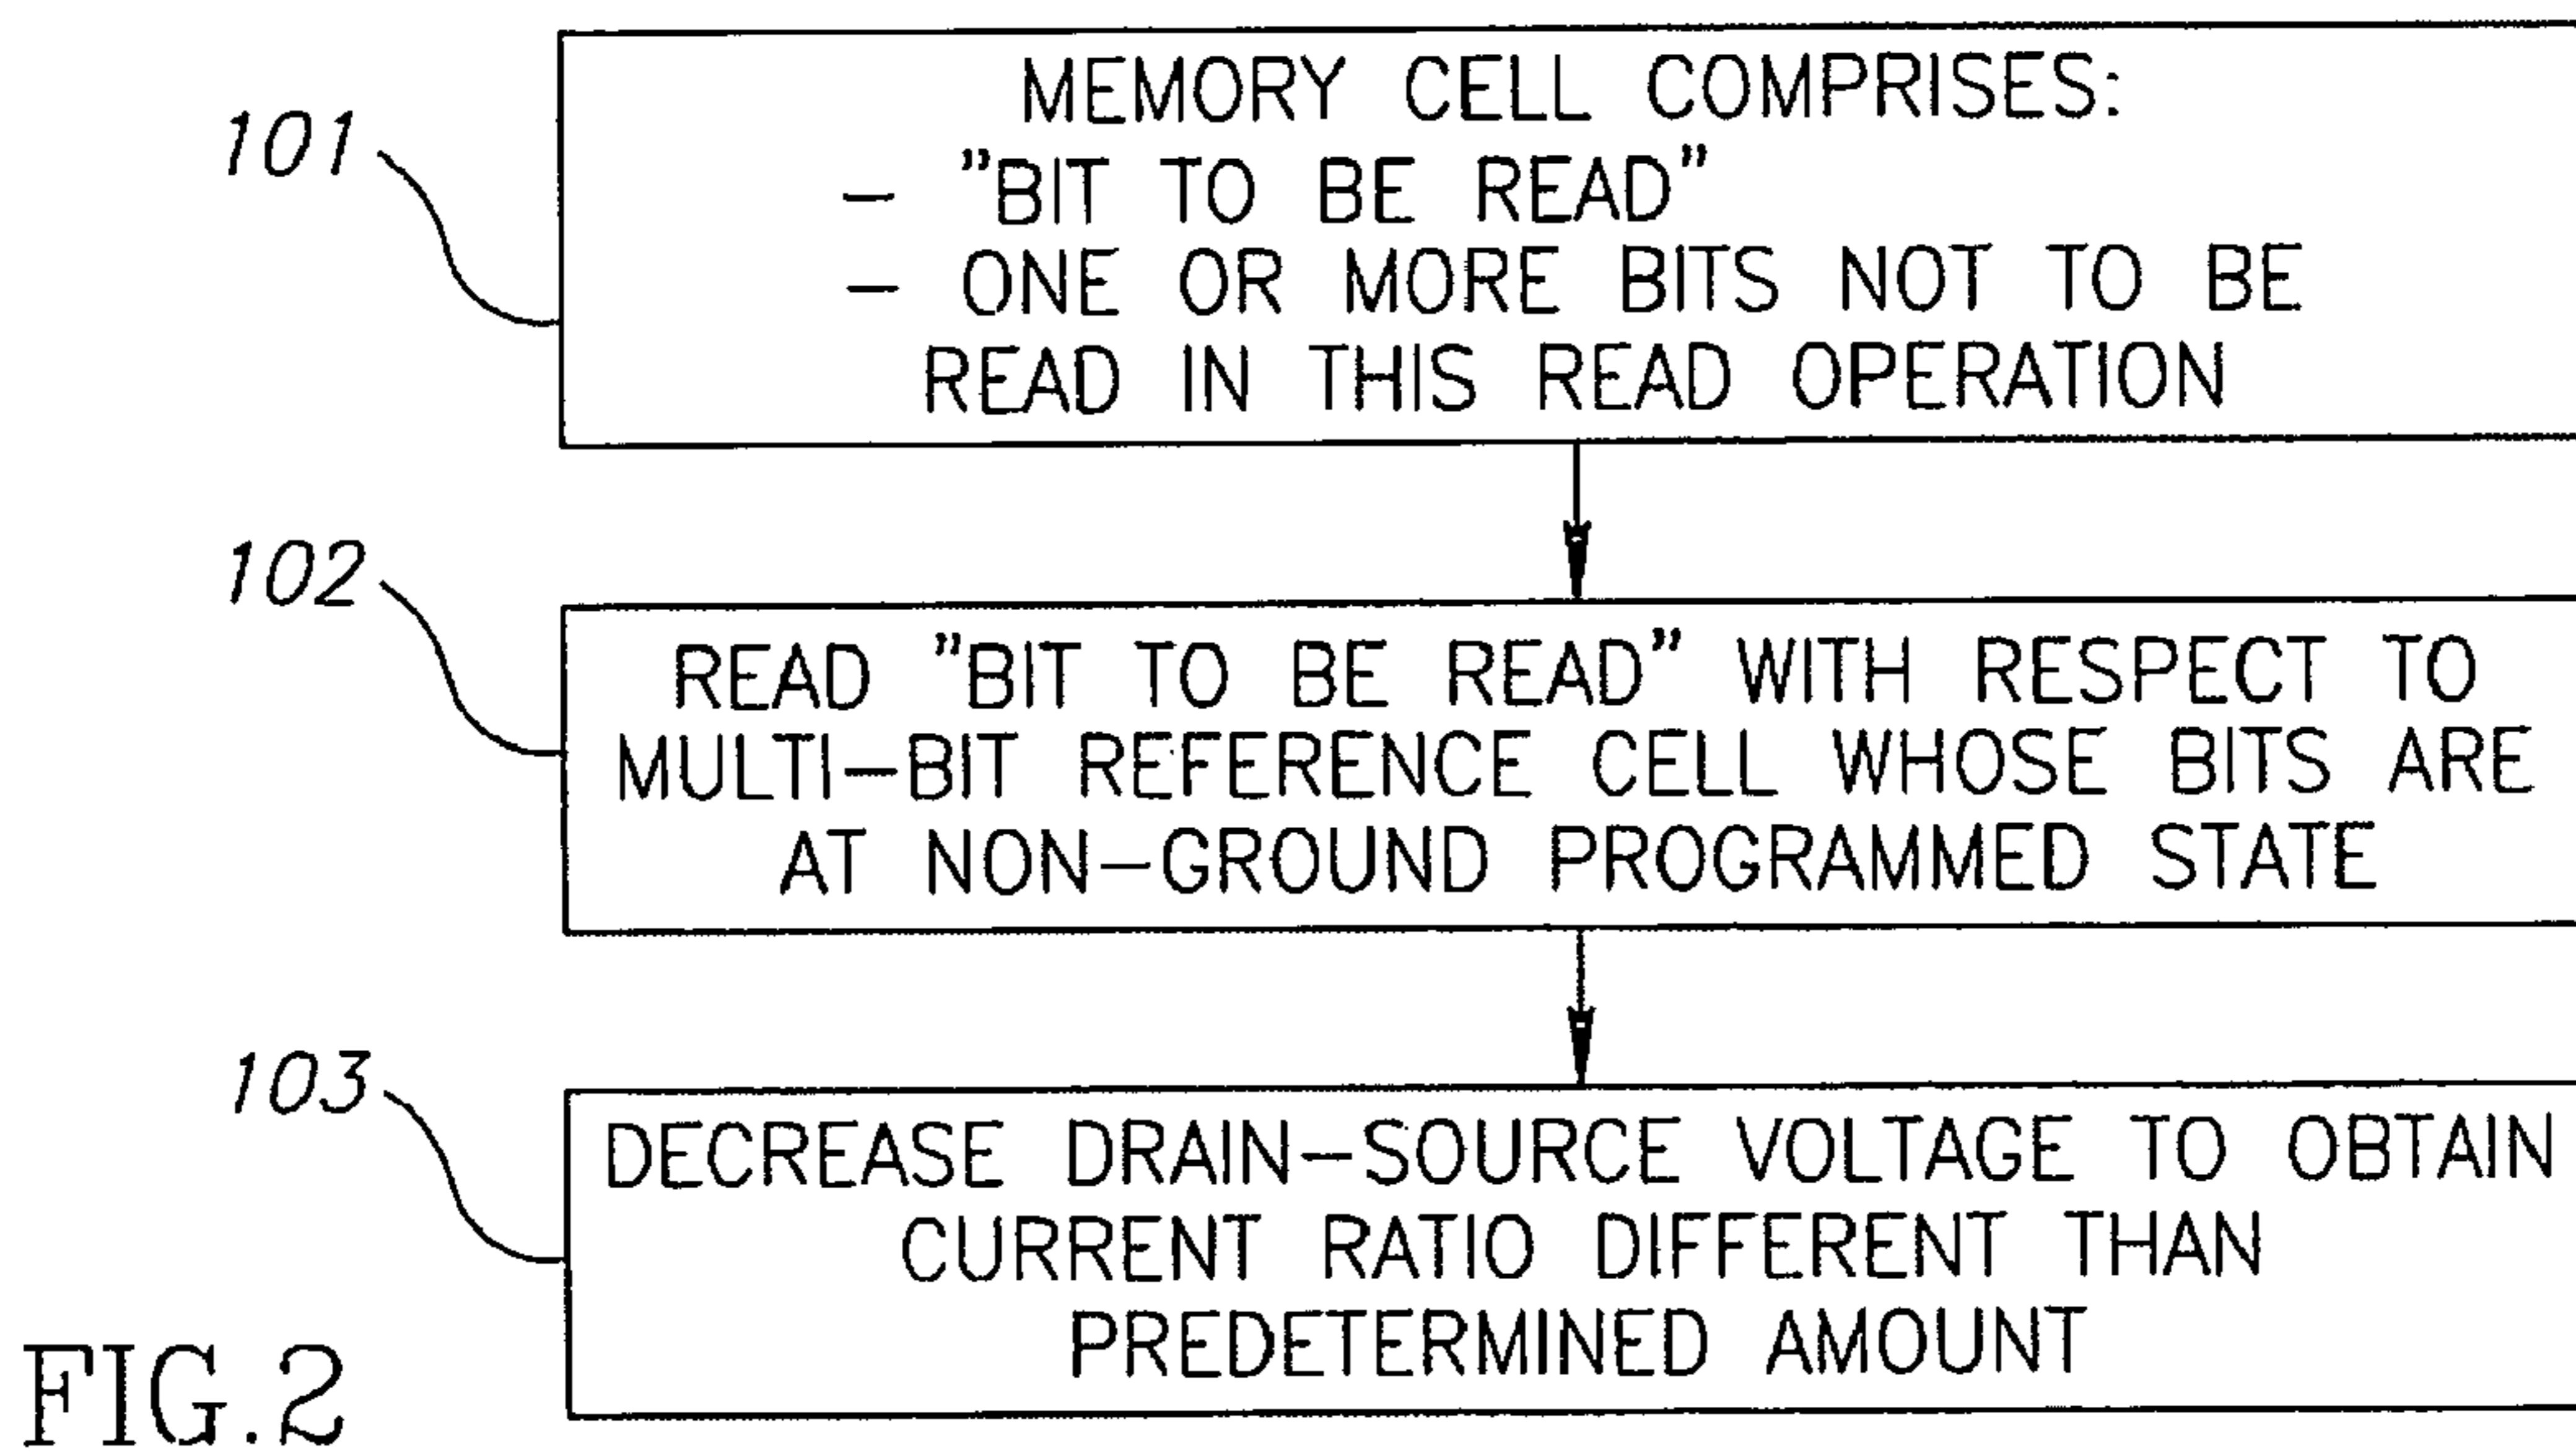 101
MEMORY CELL COMPRISES:
– "BIT TO BE READ"
– ONE OR MORE BITS NOT TO BE
READ IN THIS READ OPERATION
102
READ "BIT TO BE READ" WITH RESPECT TO
MULTI–BIT REFERENCE CELL WHOSE BITS ARE
AT NON–GROUND PROGRAMMED STATE
103
DECREASE DRAIN–SOURCE VOLTAGE TO OBTAIN
CURRENT RATIO DIFFERENT THAN
PREDETERMINED AMOUNT
FIG.2